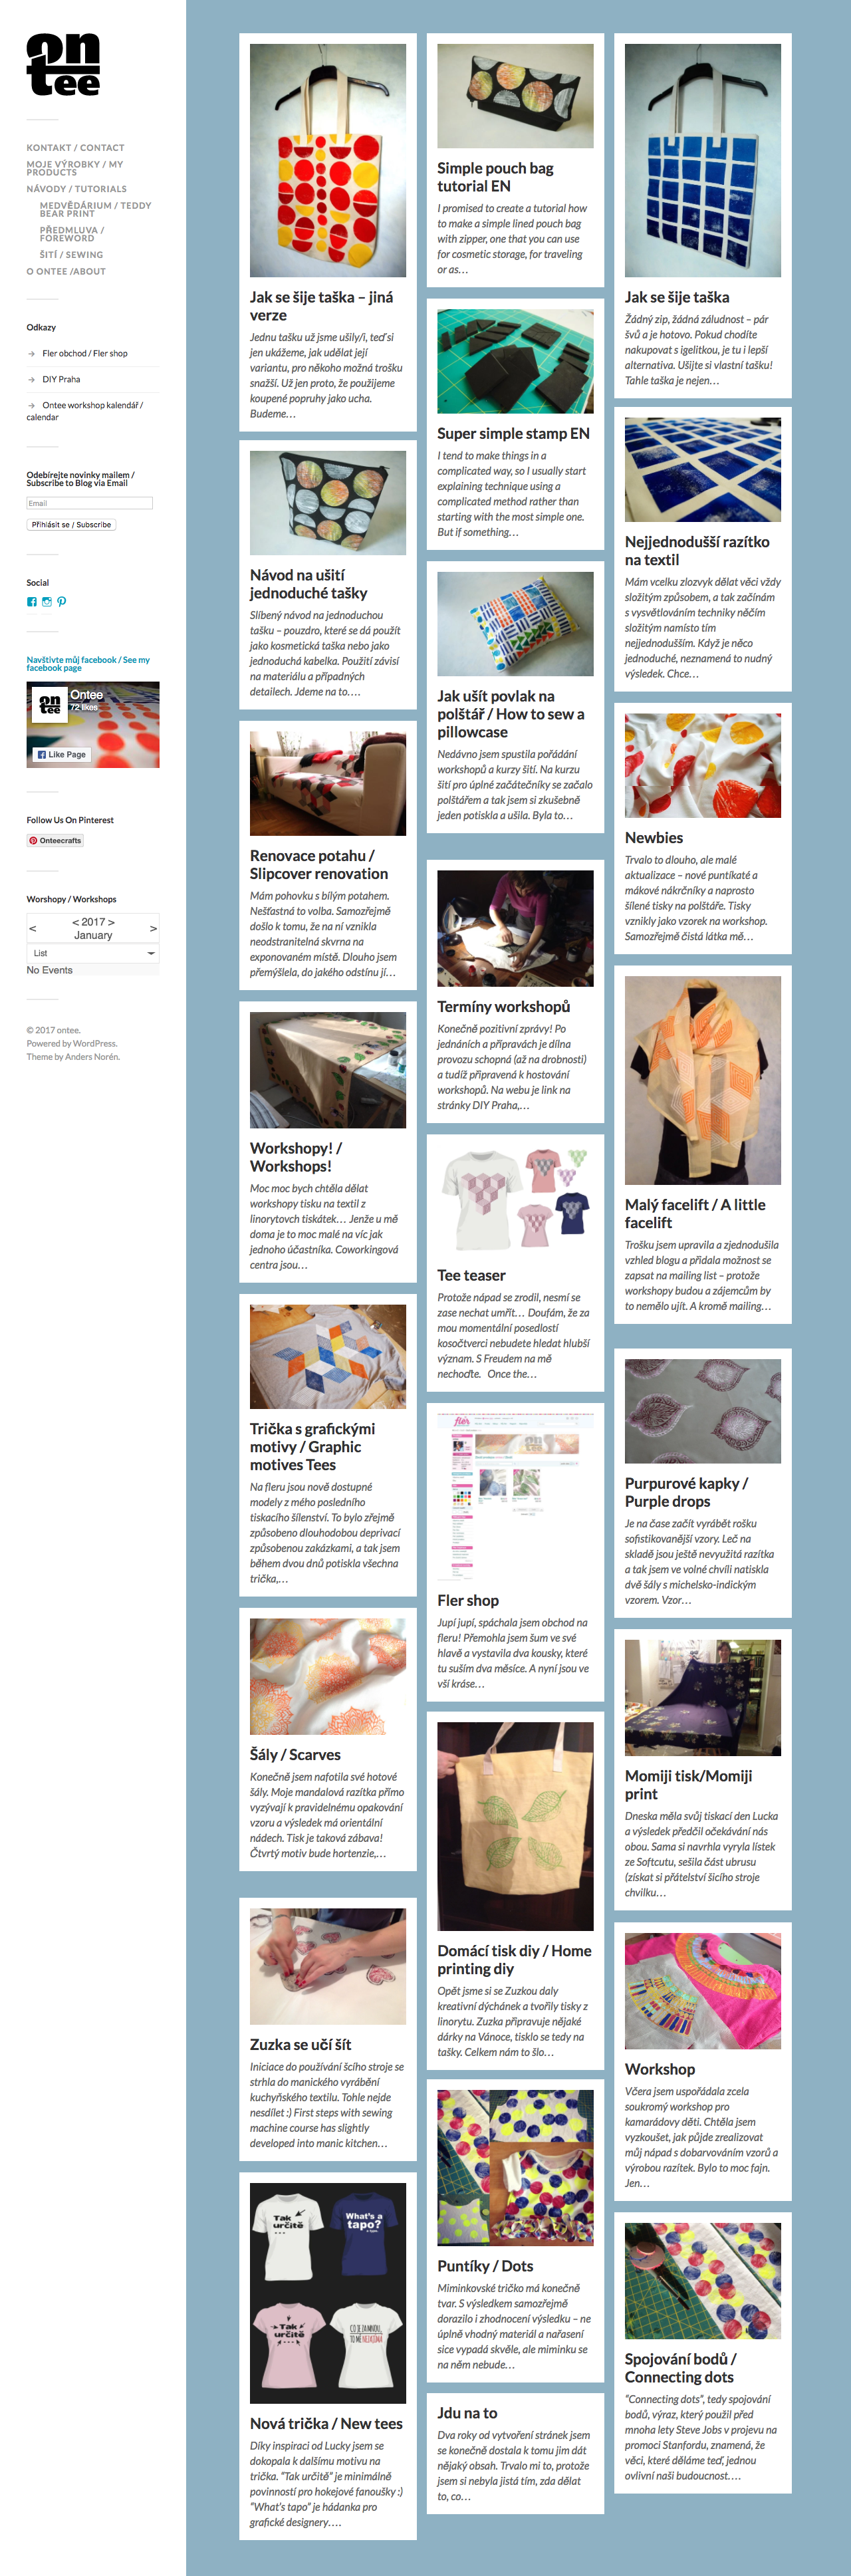 on
tee
KONTAKT / CONTACT
MOJE VÝROBKY / MY
PRODUCTS
NÁVODY / TUTORIALS
MEDVĚDÁRIUM / TEDDY
BEAR PRINT
PŘEDMLUVA /
FOREWORD
ŠITÍ / SEWING
O ONTEE /ABOUT
Odkazy
Fler obchod / Fler shop
DIY Praha
Ontee workshop kalendář /
calendar
Odebírejte novinky mailem /
Subscribe to Blog via Email
Email
Přihlásit se / Subscribe
Social
Navštivte můj facebook / See my
facebook page
on
tee
Ontee
72 likes
Like Page
Follow Us On Pinterest
Onteecrafts
Worshopy / Workshops
< 2017 >
< January >
List
No Events
© 2017 ontee.
Powered by WordPress.
Theme by Anders Norén.
Jak se šije taška – jiná
verze
Jednu tašku už jsme ušily/i, teď si
jen ukážeme, jak udělat její
variantu, pro někoho možná trošku
snažší. Už jen proto, že použijeme
koupené popruhy jako ucha.
Budeme…
Návod na ušití
jednoduché tašky
Slíbený návod na jednoduchou
tašku – pouzdro, které se dá použít
jako kosmetická taška nebo jako
jednoduchá kabelka. Použití závisí
na materiálu a případných
detailech. Jdeme na to….
Renovace potahu /
Slipcover renovation
Mám pohovku s bílým potahem.
Nešťastná to volba. Samozřejmě
došlo k tomu, že na ní vznikla
neodstranitelná skvrna na
exponovaném místě. Dlouho jsem
přemýšlela, do jakého odstínu jí…
Workshopy! /
Workshops!
Moc moc bych chtěla dělat
workshopy tisku na textil z
linorytovch tiskátek… Jenže u mě
doma je to moc malé na víc jak
jednoho účastníka. Coworkingová
centra jsou…
Trička s grafickými
motivy / Graphic
motives Tees
Na fleru jsou nově dostupné
modely z mého posledního
tiskacího šílenství. To bylo zřejmě
způsobeno dlouhodobou deprivací
způsobenou zakázkami, a tak jsem
během dvou dnů potiskla všechna
trička,…
Šály / Scarves
Konečně jsem nafotila své hotové
šály. Moje mandalová razítka přímo
vyzývají k pravidelnému opakování
vzoru a výsledek má orientální
nádech. Tisk je taková zábava!
Čtvrtý motiv bude hortenzie,…
Zuzka se učí šít
Iniciace do používání šcího stroje se
strhla do manického vyrábění
kuchyňského textilu. Tohle nejde
nesdílet :) First steps with sewing
machine course has slightly
developed into manic kitchen…
Tak
určitě
...
What's a
tapo?
Tak
určitě
CO JE JAHNOU,
TO MĚ
Nová trička / New tees
Díky inspiraci od Lucky jsem se
dokopala k dalšímu motivu na
trička. "Tak určitě" je minimálně
povinností pro hokejové fanoušky :)
"What's tapo" je hádanka pro
grafické designery….
Simple pouch bag
tutorial EN
I promised to create a tutorial how
to make a simple lined pouch bag
with zipper, one that you can use
for cosmetic storage, for traveling
or as…
Super simple stamp EN
I tend to make things in a
complicated way, so I usually start
explaining technique using a
complicated method rather than
starting with the most simple one.
But if something…
Jak ušít povlak na
polštář / How to sew a
pillowcase
Nedávno jsem spustila pořádání
workshopů a kurzy šití. Na kurzu
šití pro úplné začátečníky se začalo
polštářem a tak jsem si zkušebně
jeden potiskla a ušila. Byla to…
Termíny workshopů
Konečně pozitivní zprávy! Po
jednáních a přípravách je dílna
provozu schopná (až na drobnosti)
a tudíž připravená k hostování
workshopů. Na webu je link na
stránky DIY Praha,…
Tee teaser
Protože nápad se zrodil, nesmí se
zase nechat umřít… Doufám, že za
mou momentální posedlostí
kosočtverci nebudete hledat hlubší
význam. S Freudem na mě
nechoďte. Once the…
fler
ontee
Fler shop
Jupí jupí, spáchala jsem obchod na
fleru! Přemohla jsem šum ve své
hlavě a vystavila dva kousky, které
tu suším dva měsíce. A nyní jsou ve
vší kráse…
Domácí tisk diy / Home
printing diy
Opět jsme si se Zuzkou daly
kreativní dýchánek a tvořily tisky z
linorytu. Zuzka připravuje nějaké
dárky na Vánoce, tisklo se tedy na
tašky. Celkem nám to šlo…
Puntíky / Dots
Miminkovské tričko má konečně
tvar. S výsledkem samozřejmě
dorazilo i zhodnocení výsledku – ne
úplně vhodný materiál a nařasení
sice vypadá skvěle, ale miminku se
na něm nebude…
Jdu na to
Dva roky od vytvoření stránek jsem
se konečně dostala k tomu jim dát
nějaký obsah. Trvalo mi to, protože
jsem si nebyla jistá tím, zda dělat
to, co…
Jak se šije taška
Žádný zip, žádná záludnost – pár
švů a je hotovo. Pokud chodíte
nakupovat s igelitkou, je tu i lepší
alternativa. Ušijte si vlastní tašku!
Tahle taška je nejen…
Nejjednodušší razítko
na textil
Mám vcelku zlozvyk dělat věci vždy
složitým způsobem, a tak začínám
s vysvětlováním techniky něčím
složitým namísto tím
nejjednodušším. Když je něco
jednoduché, neznamená to nudný
výsledek. Chce…
Newbies
Trvalo to dlouho, ale malé
aktualizace – nové puntíkaté a
mákové nákrčníky a naprosto
šílené tisky na polštáře. Tisky
vznikly jako vzorek na workshop.
Samozřejmě čistá látka mě…
Malý facelift / A little
facelift
Trošku jsem upravila a zjednodušila
vzhled blogu a přidala možnost se
zapsat na mailing list – protože
workshopy budou a zájemcům by
to nemělo ujít. A kromě mailing…
Purpurové kapky /
Purple drops
Je na čase začít vyrábět rošku
sofistikovanější vzory. Leč na
skladě jsou ještě nevyužitá razítka
a tak jsem ve volné chvíli natiskla
dvě šály s michelsko-indickým
vzorem. Vzor…
Momiji tisk/Momiji
print
Dneska měla svůj tiskací den Lucka
a výsledek předčil očekávání nás
obou. Sama si navrhla vyryla lístek
ze Softcutu, sešila část ubrusu
(získat si přátelství šicího stroje
chvilku…
Workshop
Včera jsem uspořádala zcela
soukromý workshop pro
kamarádovy děti. Chtěla jsem
vyzkoušet, jak půjde zrealizovat
můj nápad s dobarvováním vzorů a
výrobou razítek. Bylo to moc fajn.
Jen…
Spojování bodů /
Connecting dots
"Connecting dots", tedy spojování
bodů, výraz, který použil před
mnoha lety Steve Jobs v projevu na
promoci Stanfordu, znamená, že
věci, které děláme teď, jednou
ovlivní naši budoucnost….